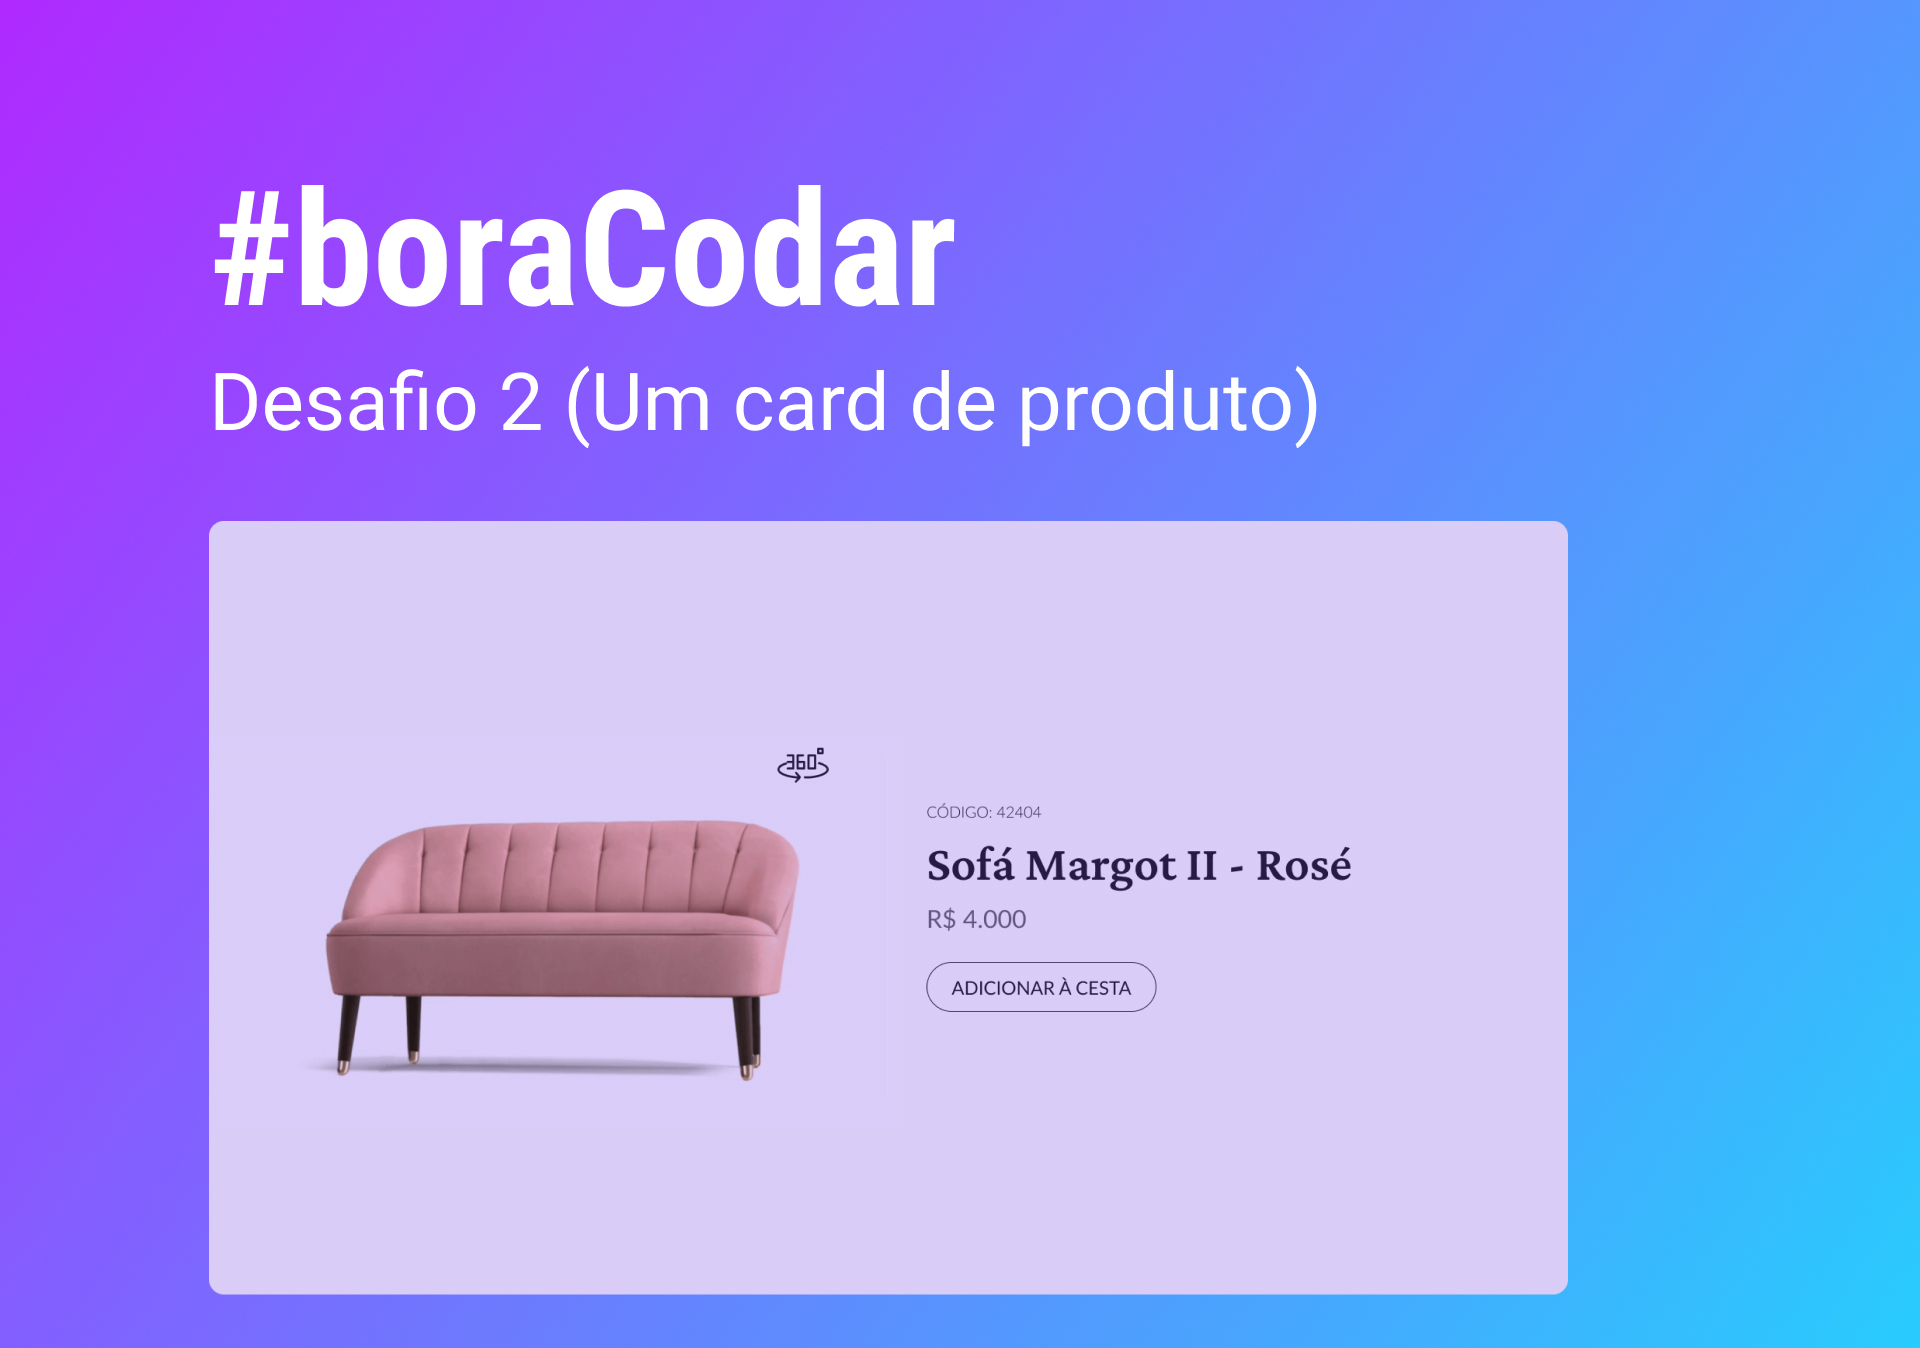 #boraCodar
Desafio 2 (Um card de produto)
360°
CÓDIGO: 42404
Sofá Margot II - Rosé
R$ 4.000
ADICIONAR À CESTA